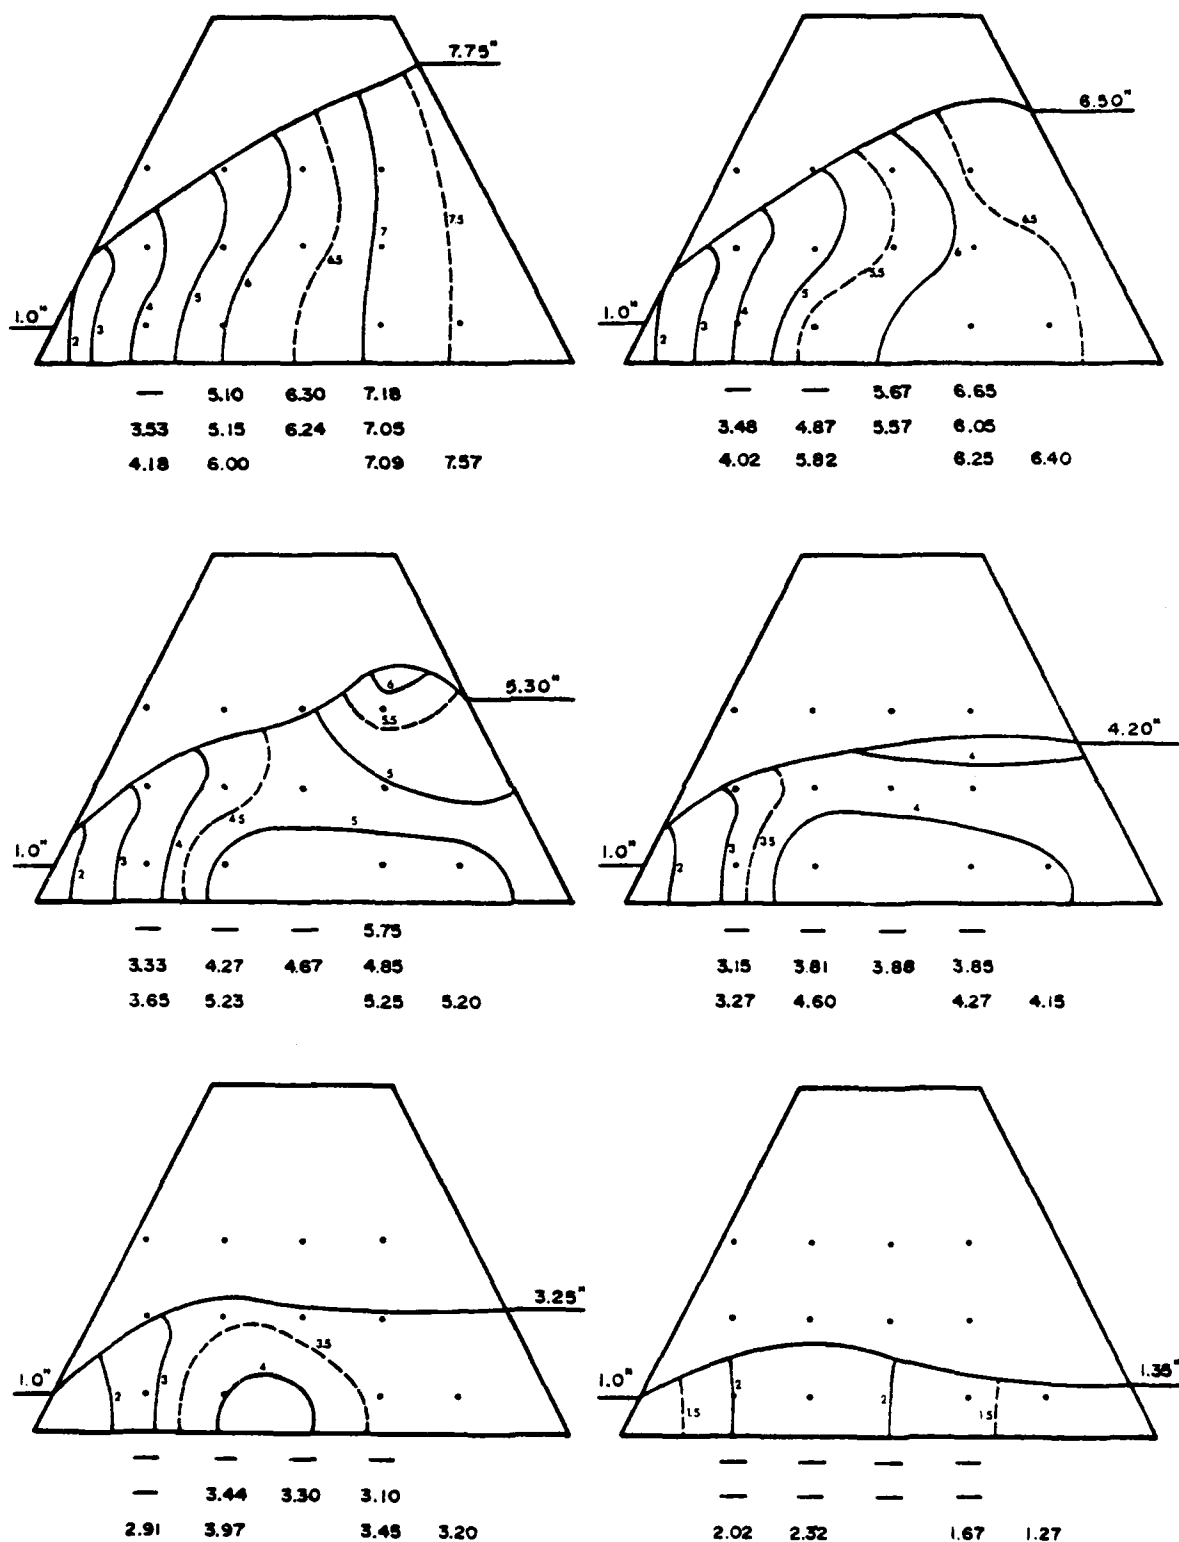 7.75"
1.0"
2
3
4
5
6
6.5
7
7.5
— 5.10 6.30 7.18
3.53 5.15 6.24 7.05
4.18 6.00 7.09 7.57
6.50"
1.0"
2
3
4
5
5.5
6
6.5
— — 5.67 6.65
3.48 4.87 5.57 6.05
4.02 5.82 6.25 6.40
5.30"
1.0"
2
3
4
4.5
5
5
5.5
6
— — — 5.75
3.33 4.27 4.67 4.85
3.65 5.23 5.25 5.20
4.20"
1.0"
2
3
3.5
4
4
— — — —
3.15 3.81 3.88 3.85
3.27 4.60 4.27 4.15
3.25"
1.0"
2
3
4
3.5
— — — —
— 3.44 3.30 3.10
2.91 3.97 3.45 3.20
1.35"
1.0"
1.5
2
2
1.5
— — — —
— — — —
2.02 2.32 1.67 1.27